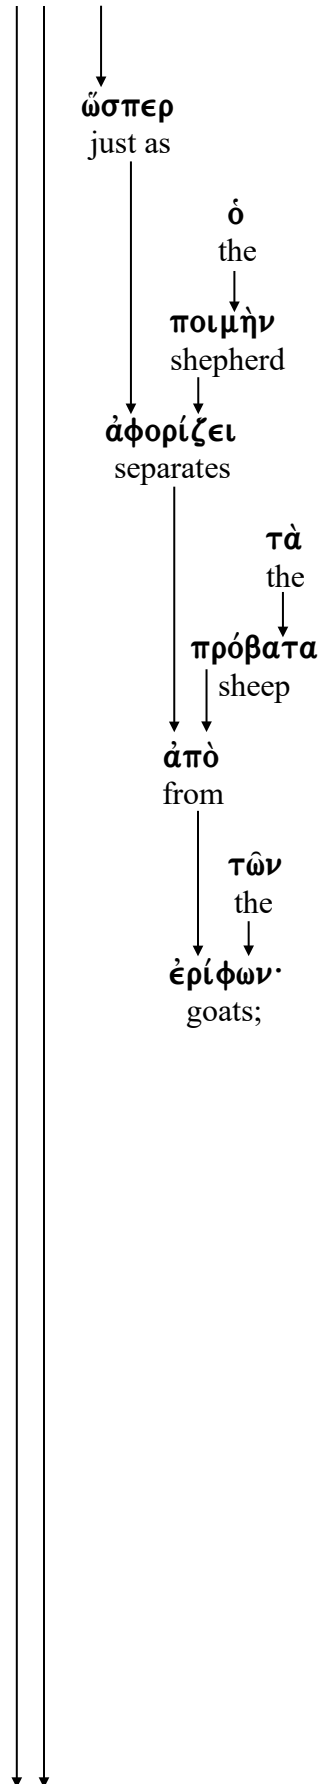 ὥσπερ
just as
ὁ
the
ποιμὴν
shepherd
ἀφορίζει
separates
τὰ
the
πρόβατα
sheep
ἀπὸ
from
τῶν
the
ἐρίφων·
goats;